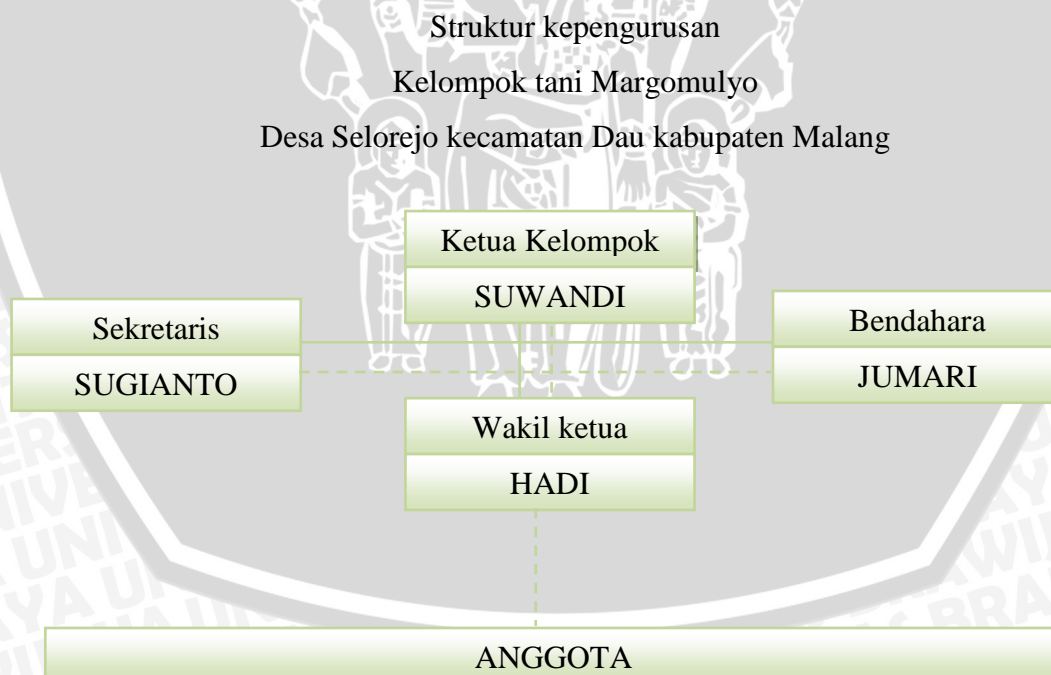 Struktur kepengurusan
Kelompok tani Margomulyo
Desa Selorejo kecamatan Dau kabupaten Malang
Ketua Kelompok
SUWANDI
Sekretaris
SUGIANTO
Bendahara
JUMARI
Wakil ketua
HADI
ANGGOTA